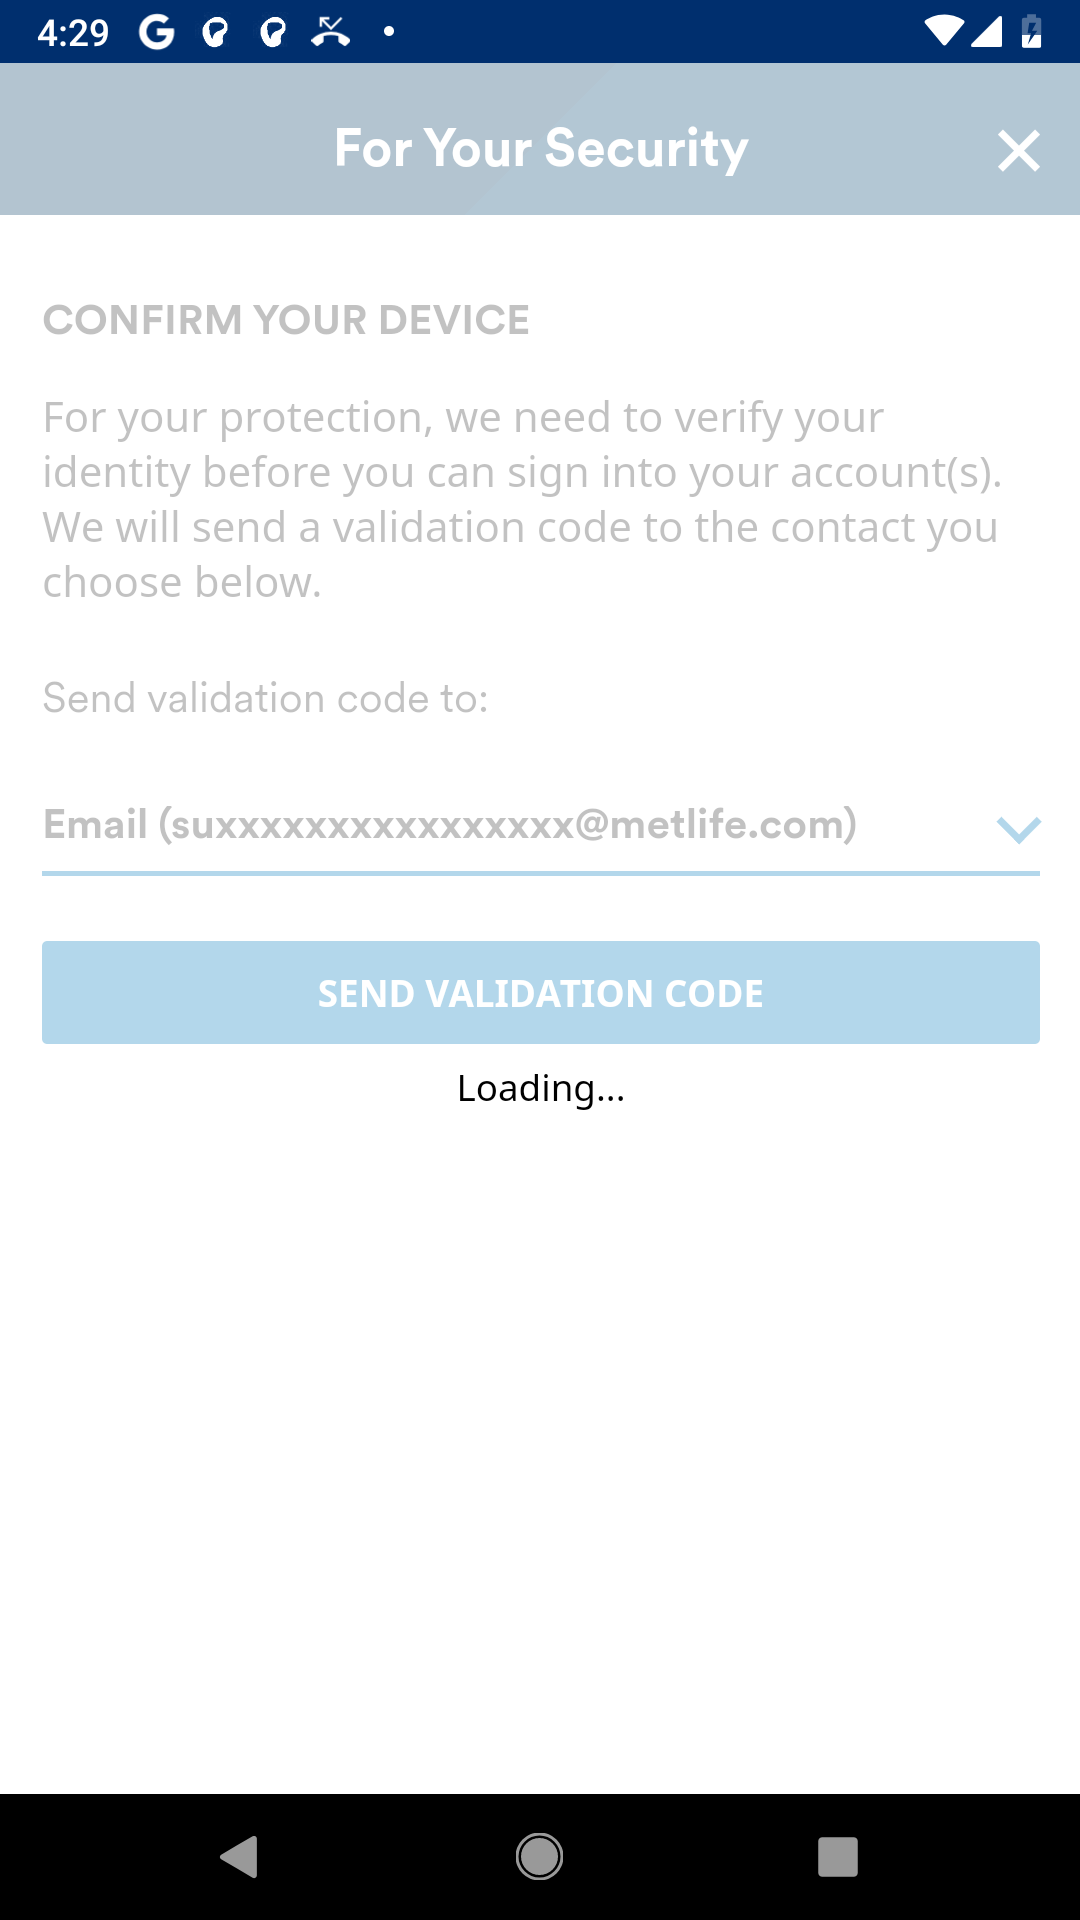 4:29
For Your Security
CONFIRM YOUR DEVICE
For your protection, we need to verify your
identity before you can sign into your account(s).
We will send a validation code to the contact you
choose below.
Send validation code to:
Email (suxxxxxxxxxxxxxxxx@metlife.com)
SEND VALIDATION CODE
Loading...